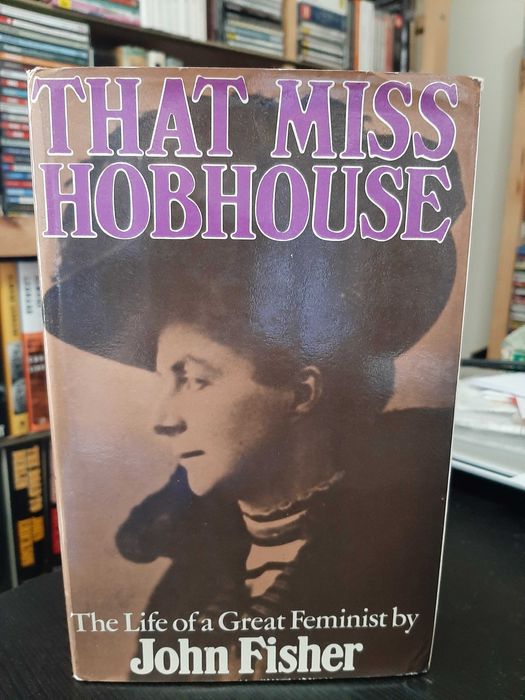 THAT MISS
HOBHOUSE
The Life of a Great Feminist by
John Fisher